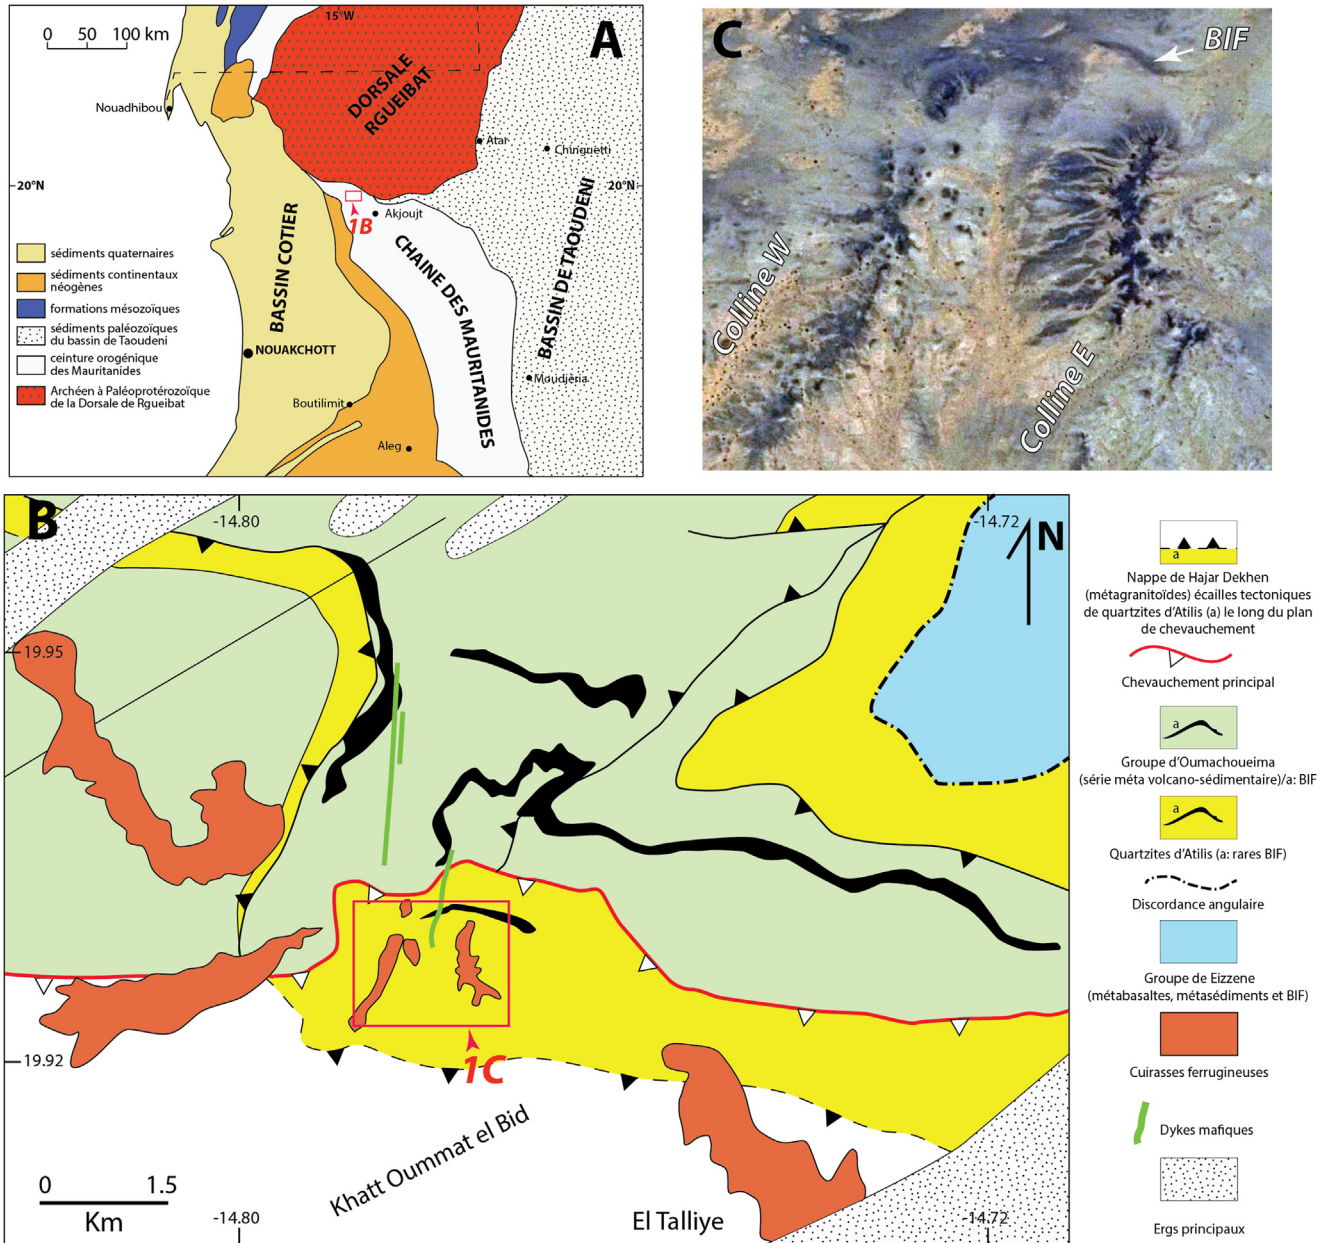 A
0 50 100 km
15°W
DORSALE
RGUEIBAT
Nouadhibou
Atar
Chinguetti
20°N
20°N
1B
Akjoujt
BASSIN COTIER
CHAINE DES MAURITANIDES
BASSIN DE TAOUDENI
NOUAKCHOTT
Moudjeria
Boutilimit
Aleg
sédiments quaternaires
sédiments continentaux
néogènes
formations mésozoïques
sédiments paléozoïques
du bassin de Taoudeni
ceinture orogénique
des Mauritanides
Archéen à Paléoprotérozoïque
de la Dorsale de Rgueibat
C
BIF
Colline W
Colline E
B
-14.80
-14.72
N
19.95
19.92
1C
Khatt Oummat el Bid
El Talliye
0 1.5
Km
-14.80
-14.72
a
Nappe de Hajar Dekhen
(métagranitoïdes) écailles tectoniques
de quartzites d'Atilis (a) le long du plan
de chevauchement
Chevauchement principal
a
Groupe d'Oumachoueima
(série méta volcano-sédimentaire)/a: BIF
a
Quartzites d'Atilis (a: rares BIF)
Discordance angulaire
Groupe de Eizzene
(métabasaltes, métasédiments et BIF)
Cuirasses ferrugineuses
Dykes mafiques
Ergs principaux